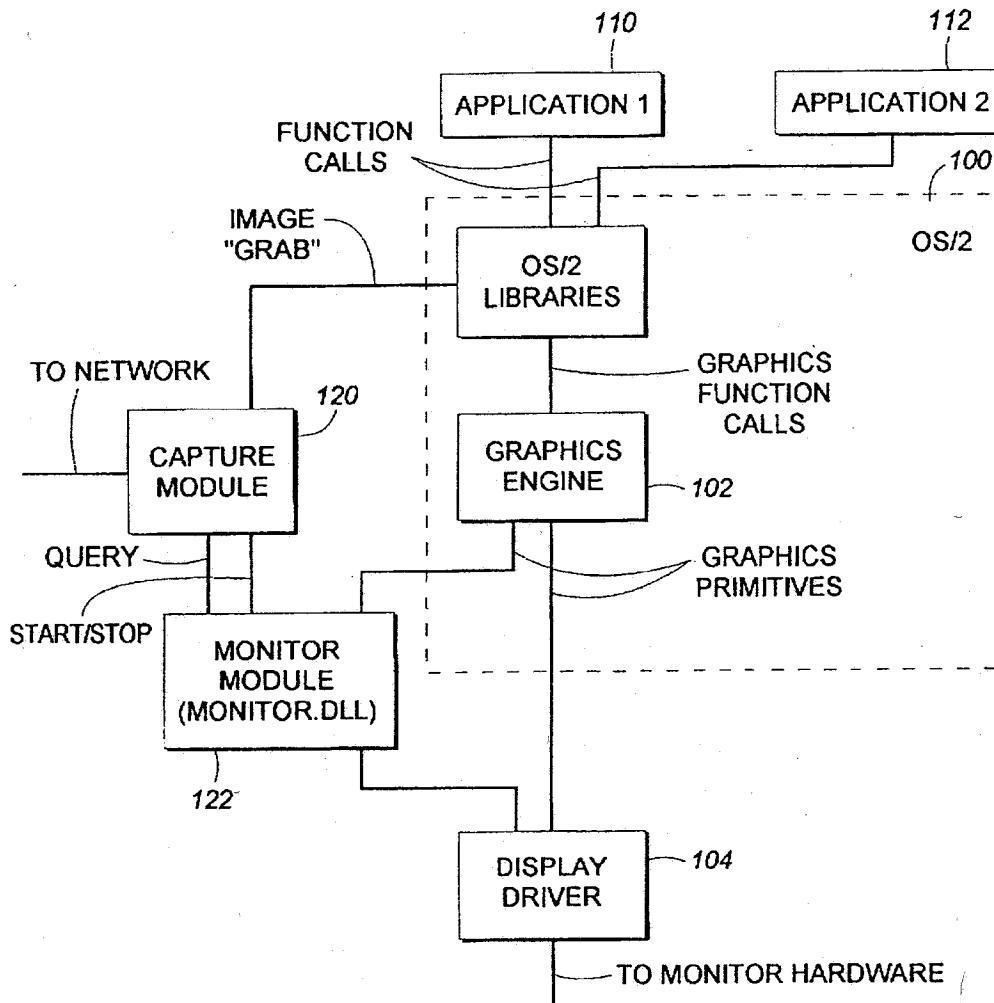 110
112
APPLICATION 1
APPLICATION 2
FUNCTION
CALLS
100
OS/2
IMAGE
"GRAB"
OS/2
LIBRARIES
TO NETWORK
120
GRAPHICS
FUNCTION
CALLS
CAPTURE
MODULE
GRAPHICS
ENGINE
102
QUERY
GRAPHICS
PRIMITIVES
START/STOP
MONITOR
MODULE
(MONITOR.DLL)
122
DISPLAY
DRIVER
104
TO MONITOR HARDWARE